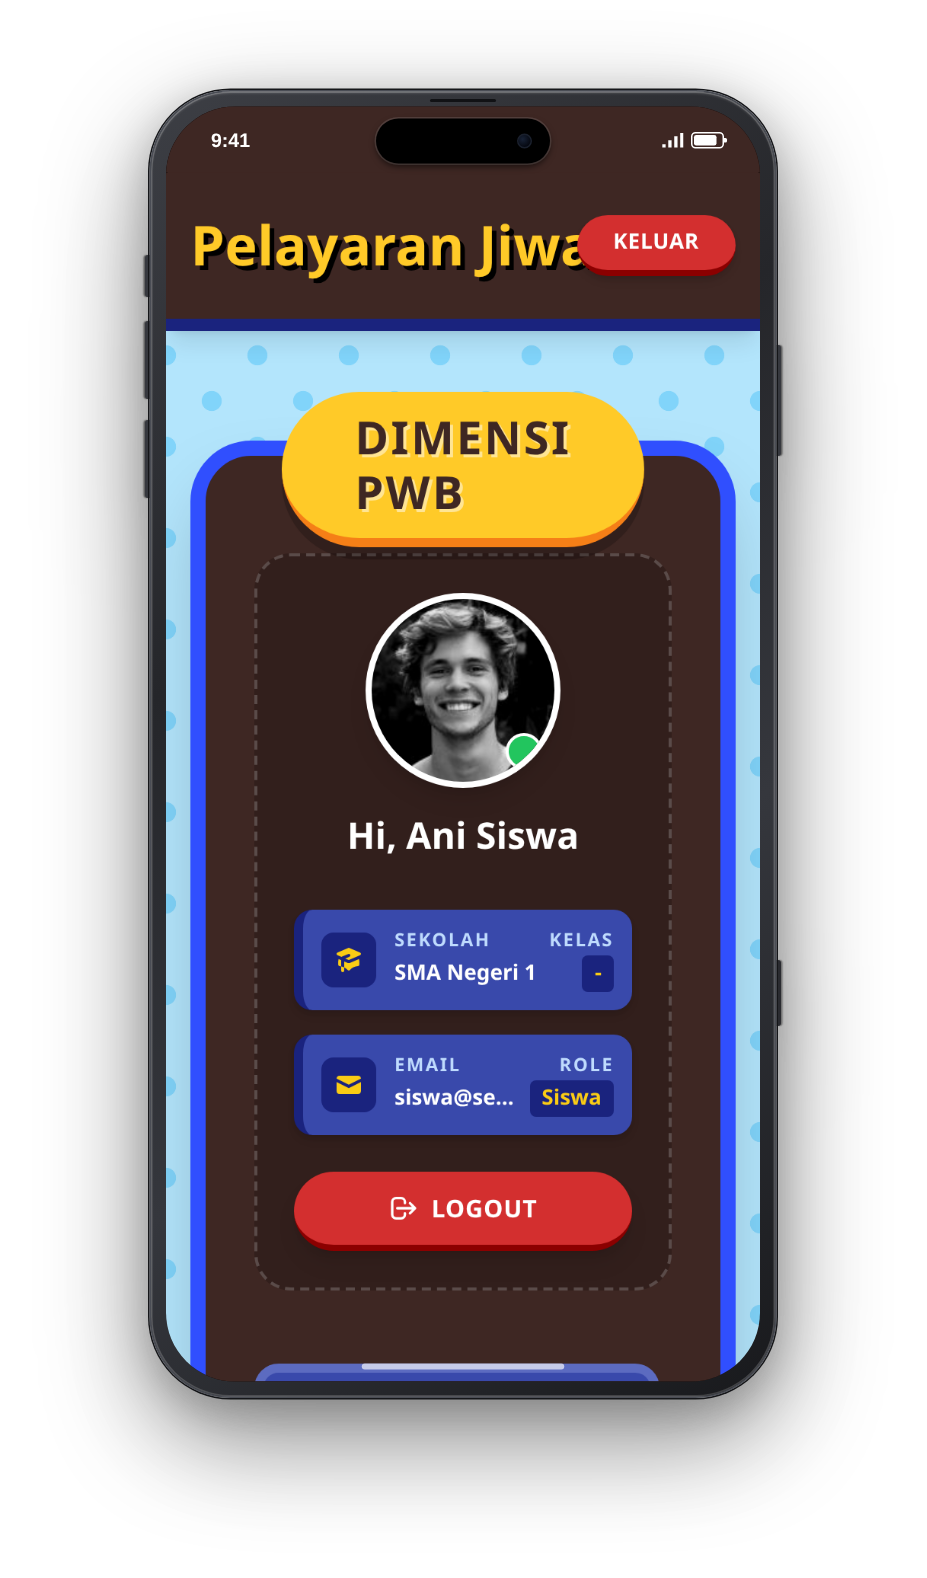 9:41
Pelayaran Jiwa
KELUAR
DIMENSI
PWB
Hi, Ani Siswa
SEKOLAH KELAS
SMA Negeri 1 -
EMAIL ROLE
siswa@se... Siswa
LOGOUT